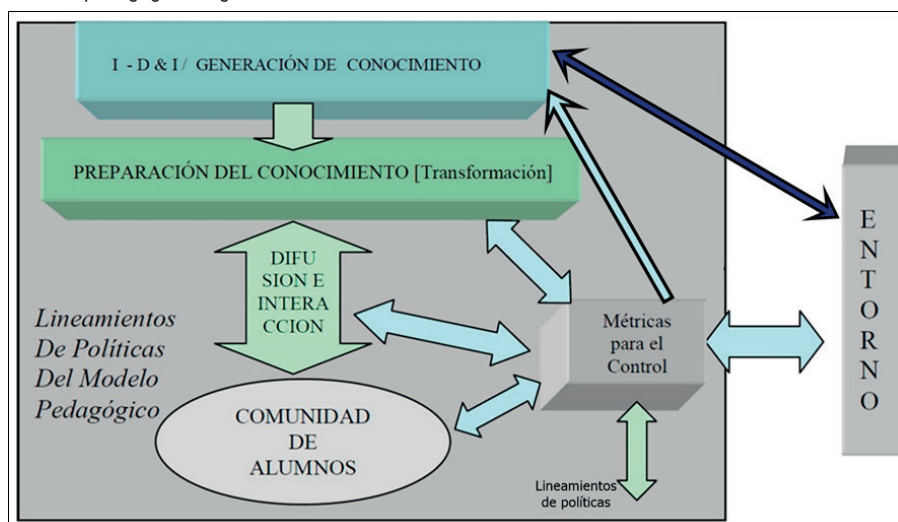 I - D & I / GENERACIÓN DE CONOCIMIENTO
PREPARACIÓN DEL CONOCIMIENTO [Transformación]
DIFU
SION E
INTERA
CCION
Lineamientos
De Políticas
Del Modelo
Pedagógico
COMUNIDAD
DE
ALUMNOS
Métricas
para el
Control
Lineamientos
de políticas
E
N
T
O
R
N
O